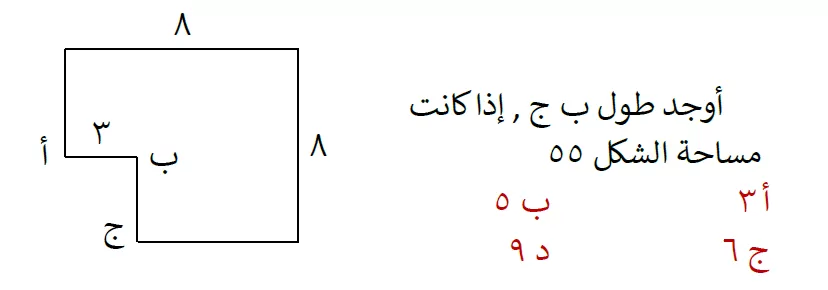 ٨
أوجد طول ب ج , إذا كانت
مساحة الشكل ٥٥
أ ٣ ب ٥
ج ٦ د ٩
٨
٣
أ
ب
ج